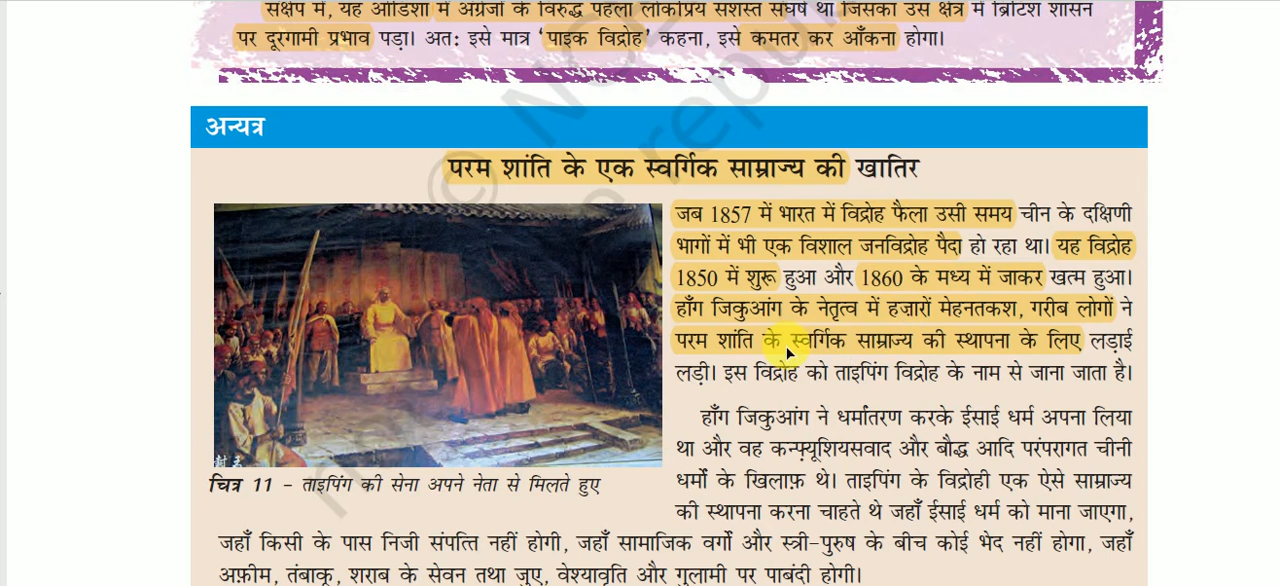 संक्षेप में, यह ओडिशा में अंग्रेजों के विरुद्ध पहला लोकप्रिय सशस्त संघर्ष था जिसका उस क्षेत्र में ब्रिटिश शासन
पर दूरगामी प्रभाव पड़ा। अत: इसे मात्र ‘पाइक विद्रोह’ कहना, इसे कमतर कर आँकना होगा।
अन्यत्र
परम शांति के एक स्वर्गिक साम्राज्य की खातिर
जब 1857 में भारत में विद्रोह फैला उसी समय चीन के दक्षिणी
भागों में भी एक विशाल जनविद्रोह पैदा हो रहा था। यह विद्रोह
1850 में शुरू हुआ और 1860 के मध्य में जाकर खत्म हुआ।
हाँग जिकुआंग के नेतृत्व में हज़ारों मेहनतकश, गरीब लोगों ने
परम शांति के स्वर्गिक साम्राज्य की स्थापना के लिए लड़ाई
लड़ी। इस विद्रोह को ताइपिंग विद्रोह के नाम से जाना जाता है।
हाँग जिकुआंग ने धर्मांतरण करके ईसाई धर्म अपना लिया
था और वह कन्फ़्यूशियसवाद और बौद्ध आदि परंपरागत चीनी
धर्मों के खिलाफ़ थे। ताइपिंग के विद्रोही एक ऐसे साम्राज्य
की स्थापना करना चाहते थे जहाँ ईसाई धर्म को माना जाएगा,
चित्र 11 – ताइपिंग की सेना अपने नेता से मिलते हुए
जहाँ किसी के पास निजी संपत्ति नहीं होगी, जहाँ सामाजिक वर्गों और स्त्री-पुरुष के बीच कोई भेद नहीं होगा, जहाँ
अफ़ीम, तंबाकू, शराब के सेवन तथा जुए, वेश्यावृति और गुलामी पर पाबंदी होगी।